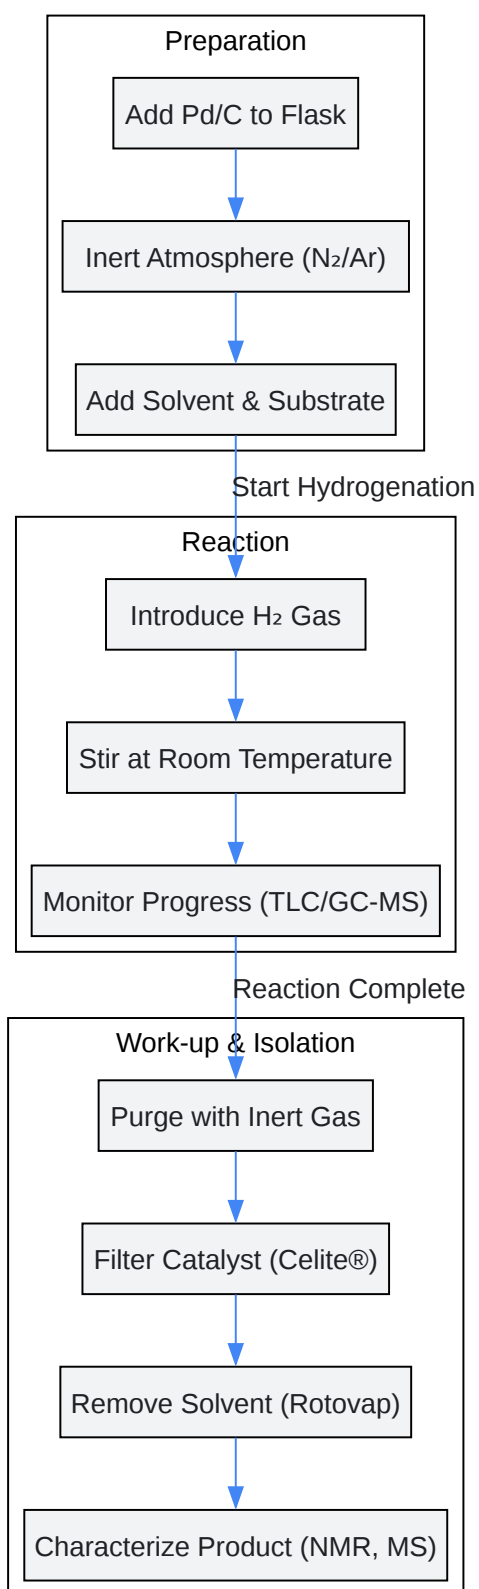 Preparation
Add Pd/C to Flask
Inert Atmosphere (N₂/Ar)
Add Solvent & Substrate
Start Hydrogenation
Reaction
Introduce H₂ Gas
Stir at Room Temperature
Monitor Progress (TLC/GC-MS)
Reaction Complete
Work-up & Isolation
Purge with Inert Gas
Filter Catalyst (Celite®)
Remove Solvent (Rotovap)
Characterize Product (NMR, MS)